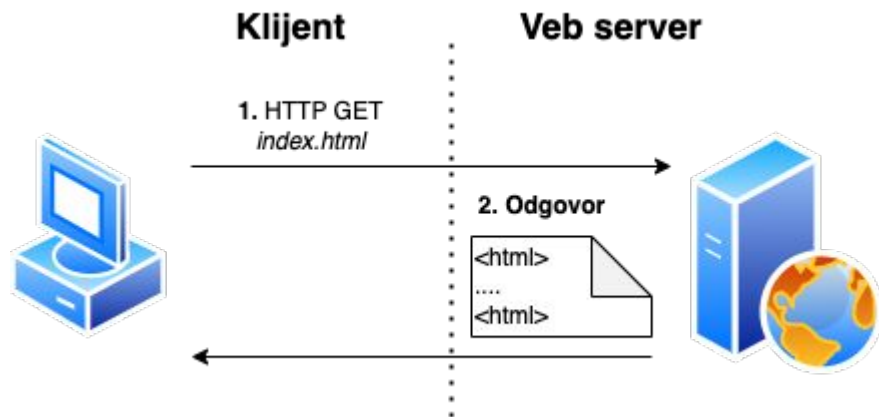 Klijent
Veb server
1. HTTP GET
index.html
2. Odgovor
<html>
....
<html>